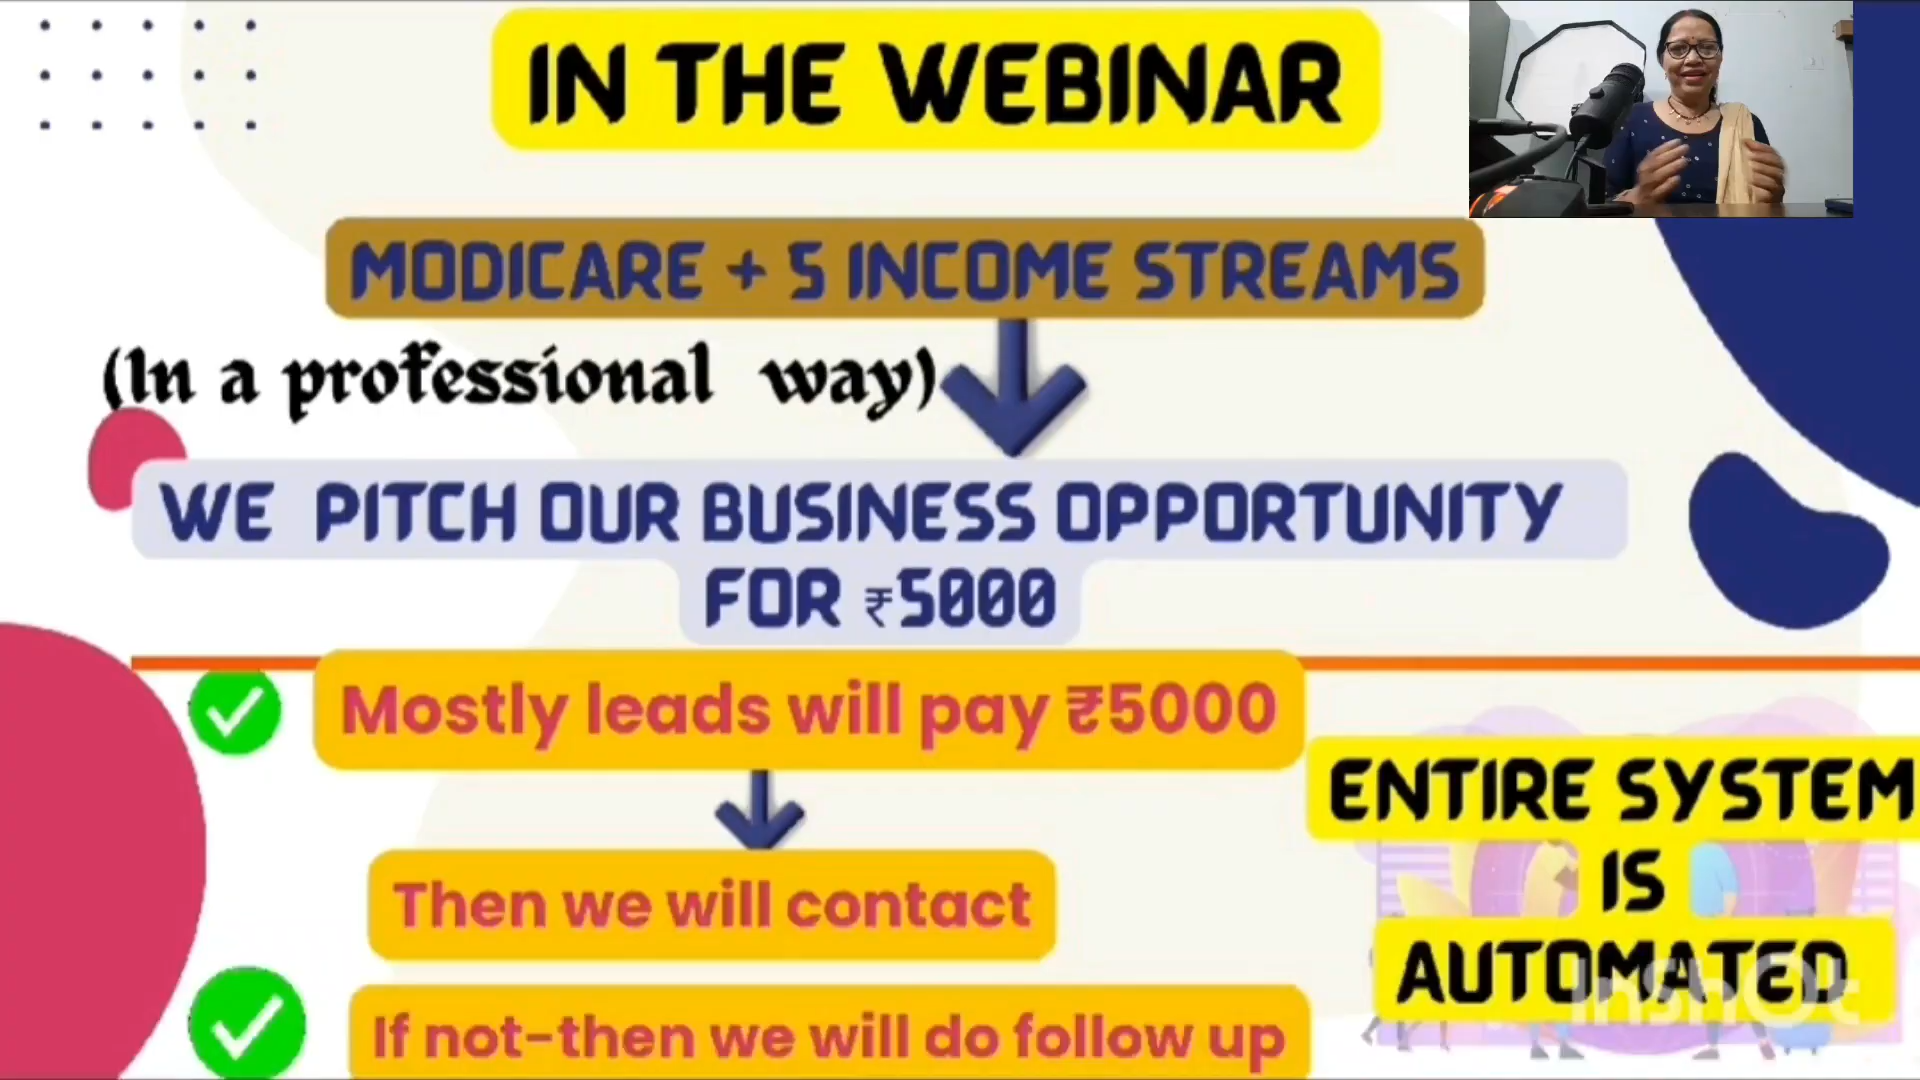 IN THE WEBINAR
MODICARE + 5 INCOME STREAMS
(In a professional way)
WE PITCH OUR BUSINESS OPPORTUNITY
FOR ₹5000
Mostly leads will pay ₹5000
Then we will contact
If not-then we will do follow up
ENTIRE SYSTEM
IS
AUTOMATED
InShOt